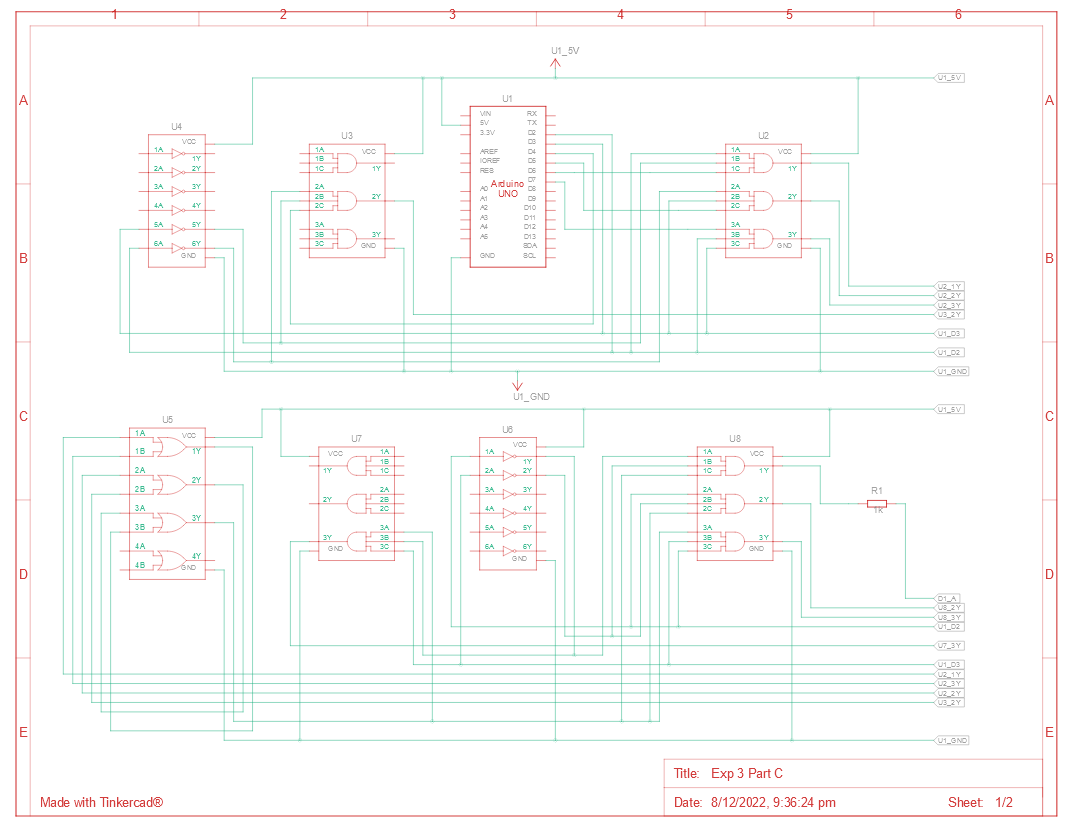 1 2 3 4 5 6
U1_5V
U1_5V
A A
U1
U4 U3 U2
VIN RX
5V TX
3.3V D2
D3
AREF D4
IOREF D5
RES D6
D7
A0 Arduino D8
A1 UNO D9
A2 D10
A3 D11
A4 D12
A5 D13
SDA
GND SCL
VCC
1A 1Y
2A 2Y
3A 3Y
4A 4Y
5A 5Y
6A 6Y
GND
1A VCC
1B
1C 1Y
2A
2B 2Y
2C
3A
3B 3Y
3C GND
1A VCC
1B
1C 1Y
2A
2B 2Y
2C
3A
3B 3Y
3C GND
B B
U2_1Y
U2_2Y
U2_3Y
U3_2Y
U1_D3
U1_D2
U1_GND
U1_GND
U1_5V
C C
U5 U7 U6 U8
1A VCC
1B 1Y
2A
2B 2Y
3A
3B 3Y
4A
4B 4Y
GND
VCC 1A
1B
1Y 1C
2A
2Y 2B
2C
3A
3Y 3B
GND 3C
VCC
1A 1Y
2A 2Y
3A 3Y
4A 4Y
5A 5Y
6A 6Y
GND
1A VCC
1B
1C 1Y
2A
2B 2Y
2C
3A
3B 3Y
3C GND
R1
1k
D D
D1_A
U8_2Y
U8_3Y
U1_D2
U7_3Y
U1_D3
U2_1Y
U2_3Y
U2_2Y
U3_2Y
E E
U1_GND
Title: Exp 3 Part C
Made with Tinkercad® Date: 8/12/2022, 9:36:24 pm Sheet: 1/2